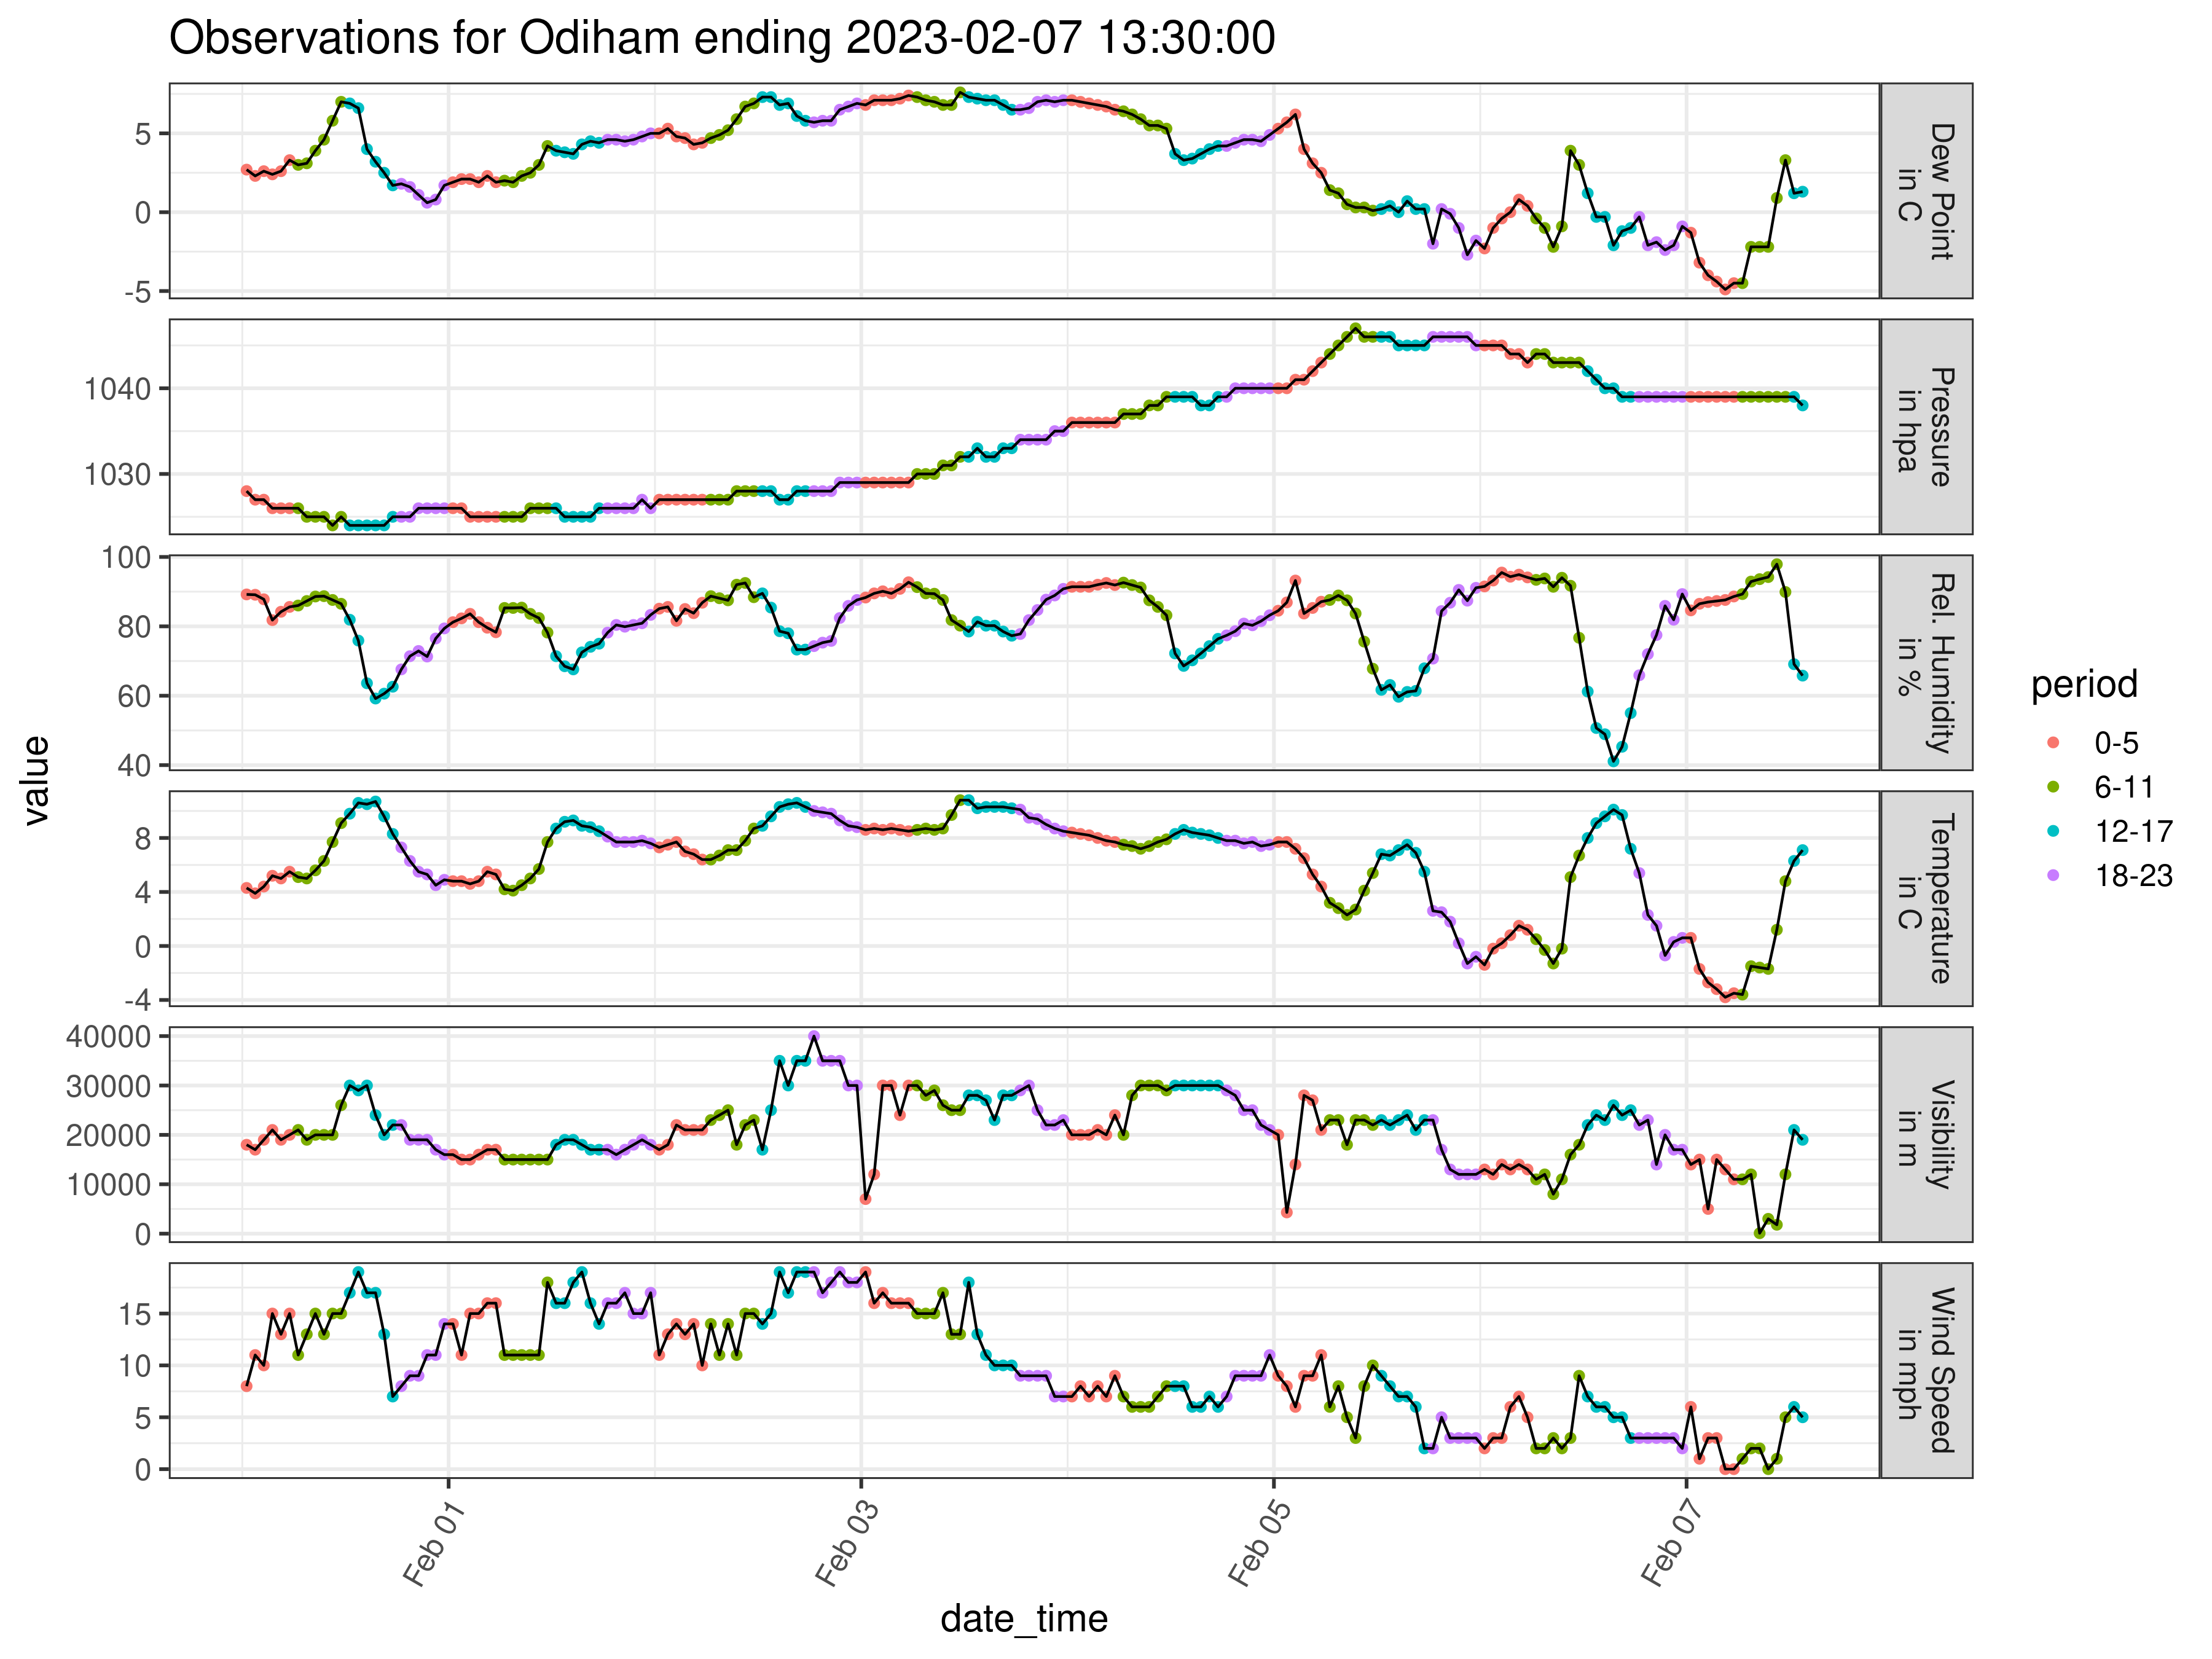 Observations for Odiham ending 2023-02-07 13:30:00
value
5
0
-5
Dew Point
in C
1040
1030
Pressure
in hpa
100
80
60
40
Rel. Humidity
in %
8
4
0
-4
Temperature
in C
40000
30000
20000
10000
0
Visibility
in m
15
10
5
0
Wind Speed
in mph
Feb 01
Feb 03
Feb 05
Feb 07
date_time
period
0-5
6-11
12-17
18-23